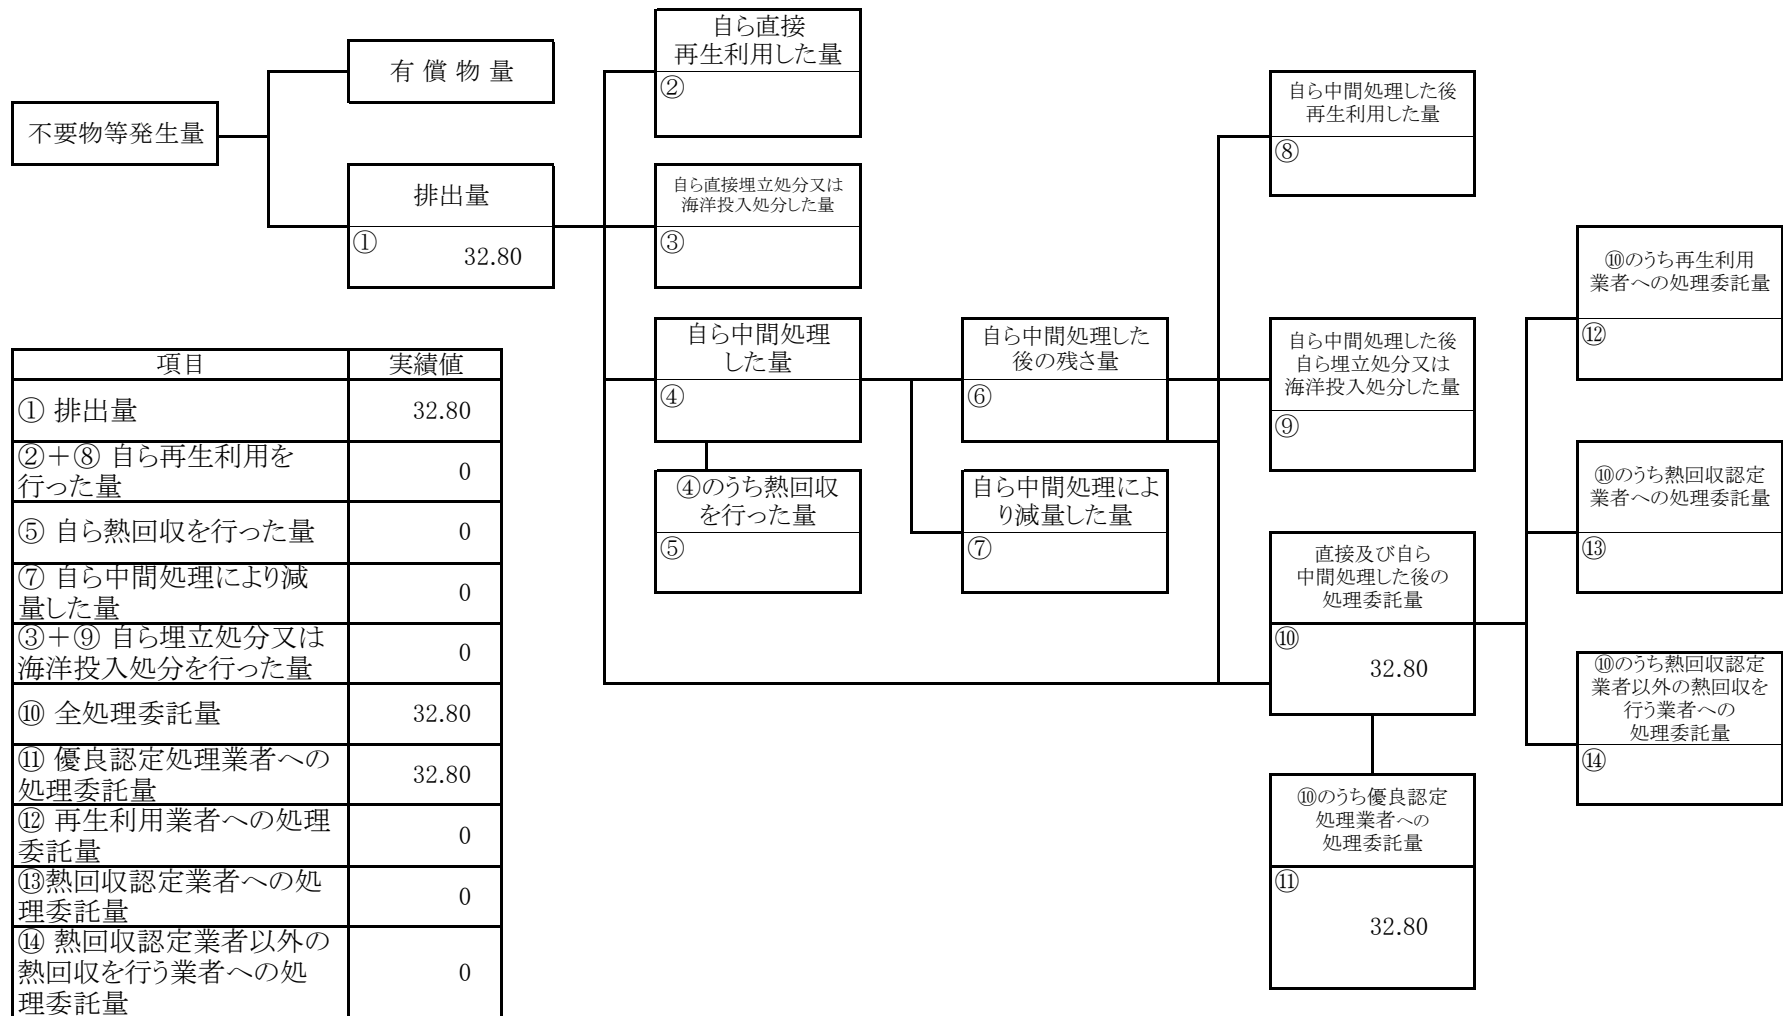 不要物等発生量
有 償 物 量
排出量
①
32.80
自ら直接
再生利用した量
②
自ら直接埋立処分又は
海洋投入処分した量
③
自ら中間処理
した量
④
④のうち熱回収
を行った量
⑤
自ら中間処理した
後の残さ量
⑥
自ら中間処理によ
り減量した量
⑦
自ら中間処理した後
再生利用した量
⑧
自ら中間処理した後
自ら埋立処分又は
海洋投入処分した量
⑨
直接及び自ら
中間処理した後の
処理委託量
⑩
32.80
⑩のうち優良認定
処理業者への
処理委託量
⑪
32.80
⑩のうち再生利用
業者への処理委託量
⑫
⑩のうち熱回収認定
業者への処理委託量
⑬
⑩のうち熱回収認定
業者以外の熱回収を
行う業者への
処理委託量
⑭
項目 実績値
① 排出量 32.80
②+⑧ 自ら再生利用を
行った量 0
⑤ 自ら熱回収を行った量 0
⑦ 自ら中間処理により減
量した量 0
③+⑨ 自ら埋立処分又は
海洋投入処分を行った量 0
⑩ 全処理委託量 32.80
⑪ 優良認定処理業者への
処理委託量 32.80
⑫ 再生利用業者への処理
委託量 0
⑬熱回収認定業者への処
理委託量 0
⑭ 熱回収認定業者以外の
熱回収を行う業者への処
理委託量 0